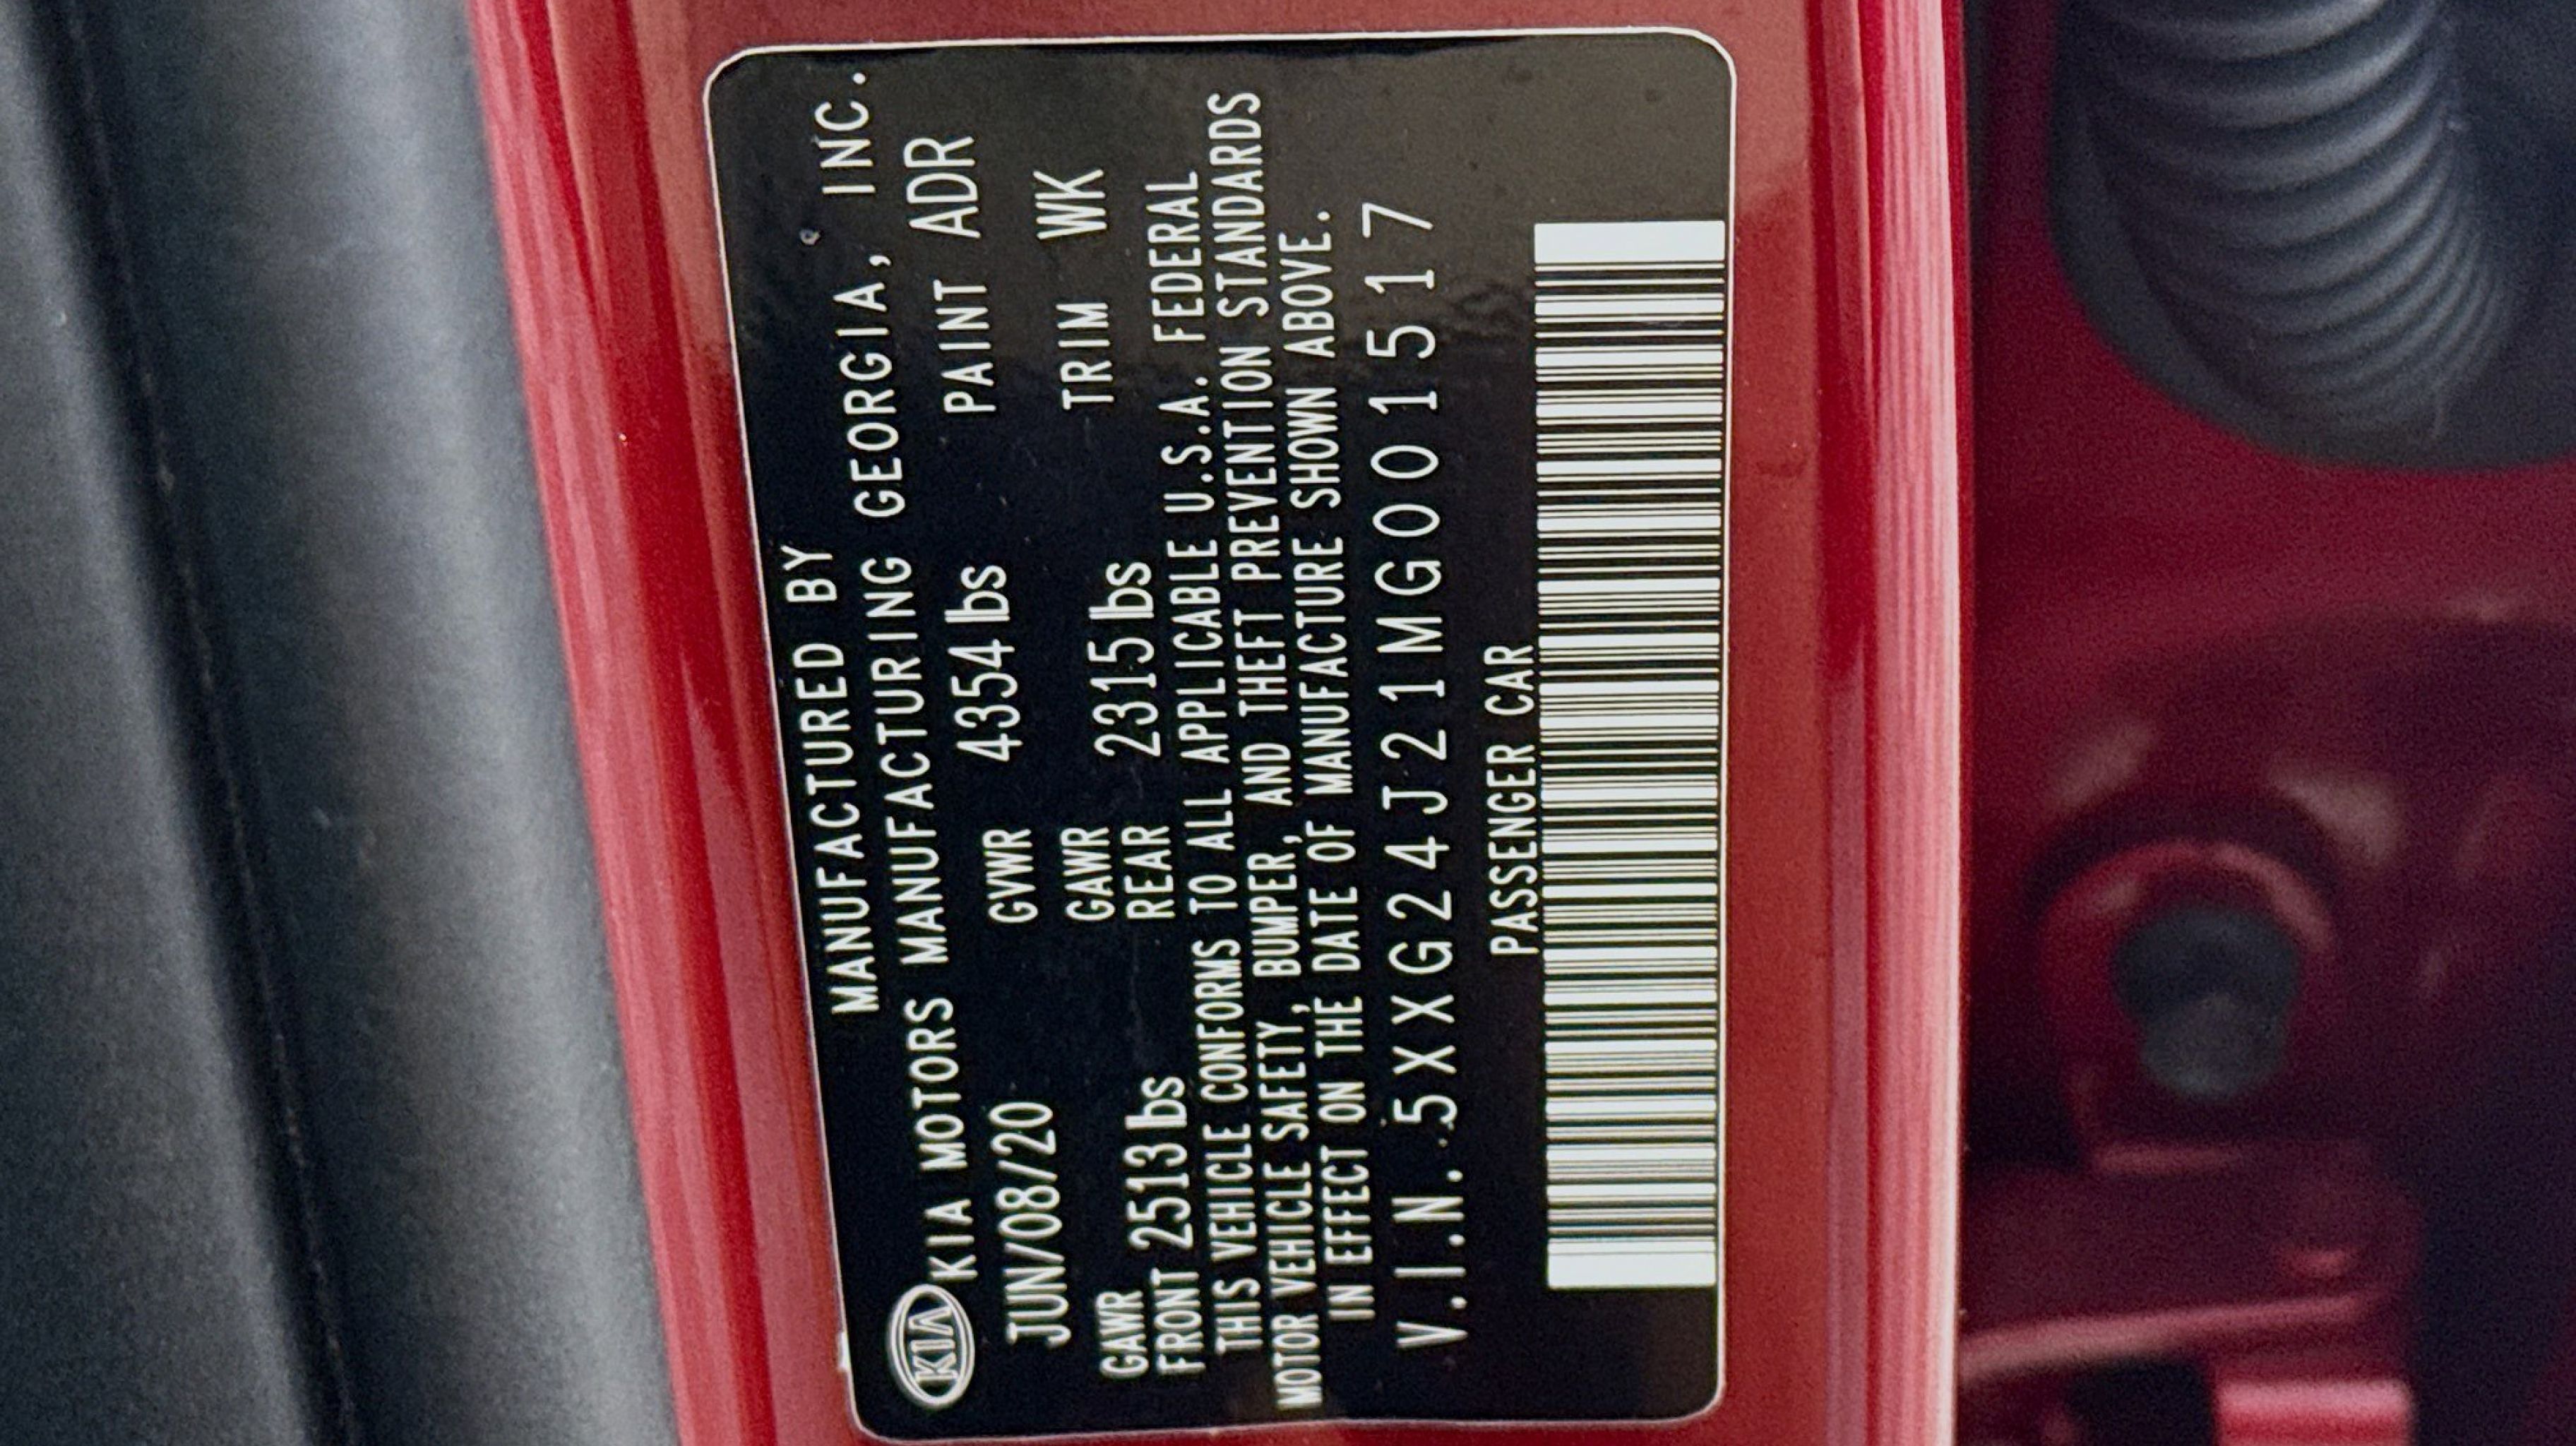 MANUFACTURED BY
KIA KIA MOTORS MANUFACTURING GEORGIA, INC.
JUN/08/20 GVWR 4354 lbs PAINT ADR
GAWR GAWR TRIM WK
FRONT 2513 lbs REAR 2315 lbs
THIS VEHICLE CONFORMS TO ALL APPLICABLE U.S.A. FEDERAL
MOTOR VEHICLE SAFETY, BUMPER, AND THEFT PREVENTION STANDARDS
IN EFFECT ON THE DATE OF MANUFACTURE SHOWN ABOVE.
V.I.N. 5XXG24J21MG001517
PASSENGER CAR